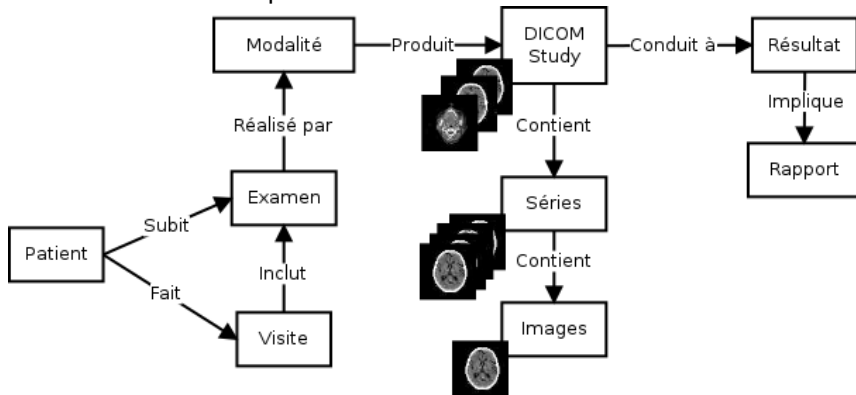 Modalité
Produit
DICOM
Study
Conduit à
Résultat
Réalisé par
Contient
Implique
Examen
Séries
Rapport
Subit
Patient
Inclut
Contient
Fait
Visite
Images